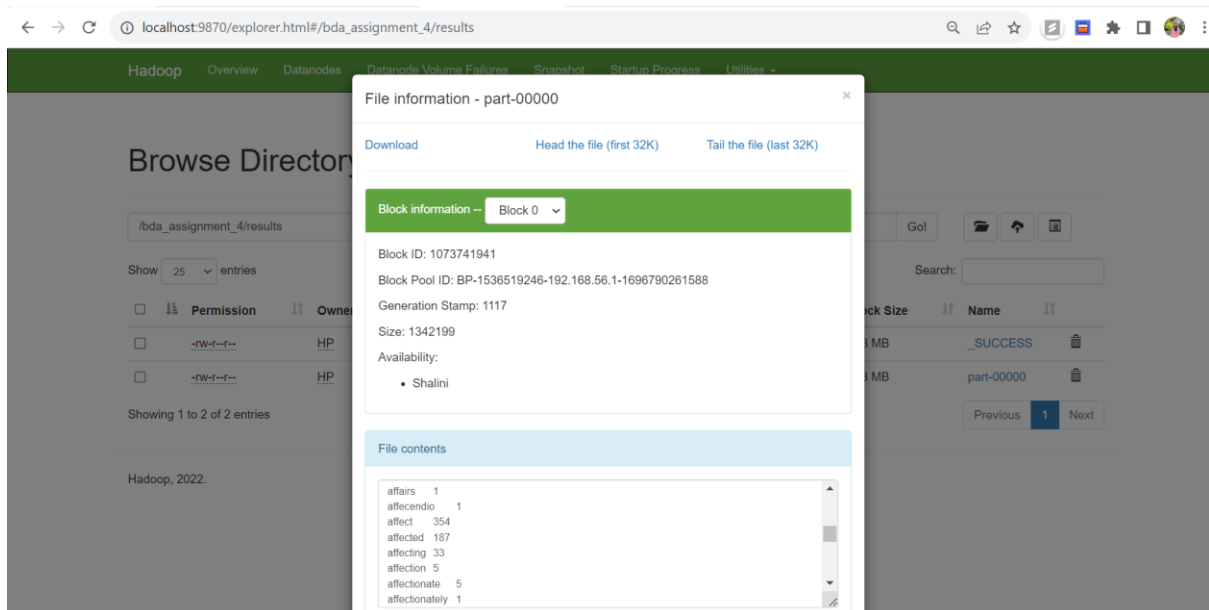 localhost:9870/explorer.html#/bda_assignment_4/results
Hadoop Overview Datanodes Datanode Volume Failures Snapshot Startup Progress Utilities
File information - part-00000 ×
Download Head the file (first 32K) Tail the file (last 32K)
Browse Directory
Block information -- Block 0
/bda_assignment_4/results Go!
Block ID: 1073741941
Block Pool ID: BP-1536519246-192.168.56.1-1696790261588
Show 25 entries Search:
Generation Stamp: 1117
Permission Owner ock Size Name
Size: 1342199
-rw-r--r-- HP MB _SUCCESS
Availability:
-rw-r--r-- HP MB part-00000
• Shalini
Showing 1 to 2 of 2 entries Previous 1 Next
File contents
Hadoop, 2022.
affairs 1
affecendio 1
affect 354
affected 187
affecting 33
affection 5
affectionate 5
affectionately 1